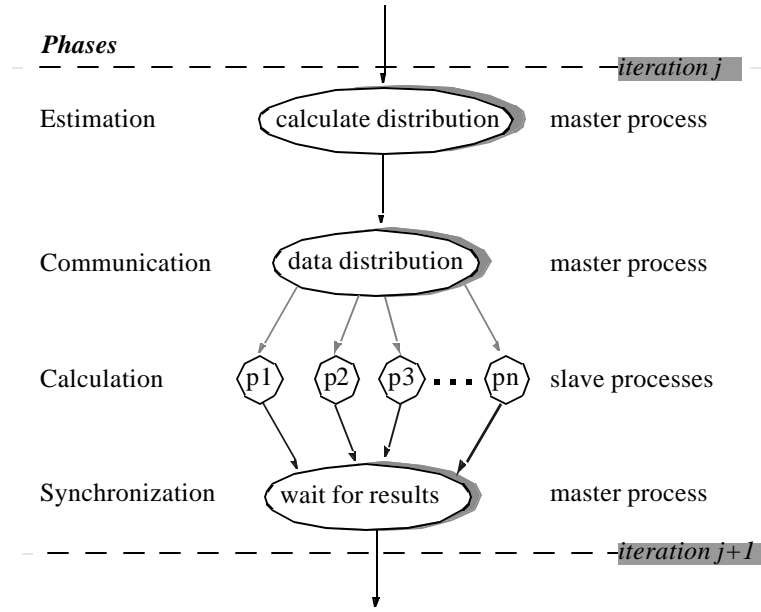 Phases
iteration j
Estimation calculate distribution master process
Communication data distribution master process
Calculation p1 p2 p3 pn slave processes
Synchronization wait for results master process
iteration j+1